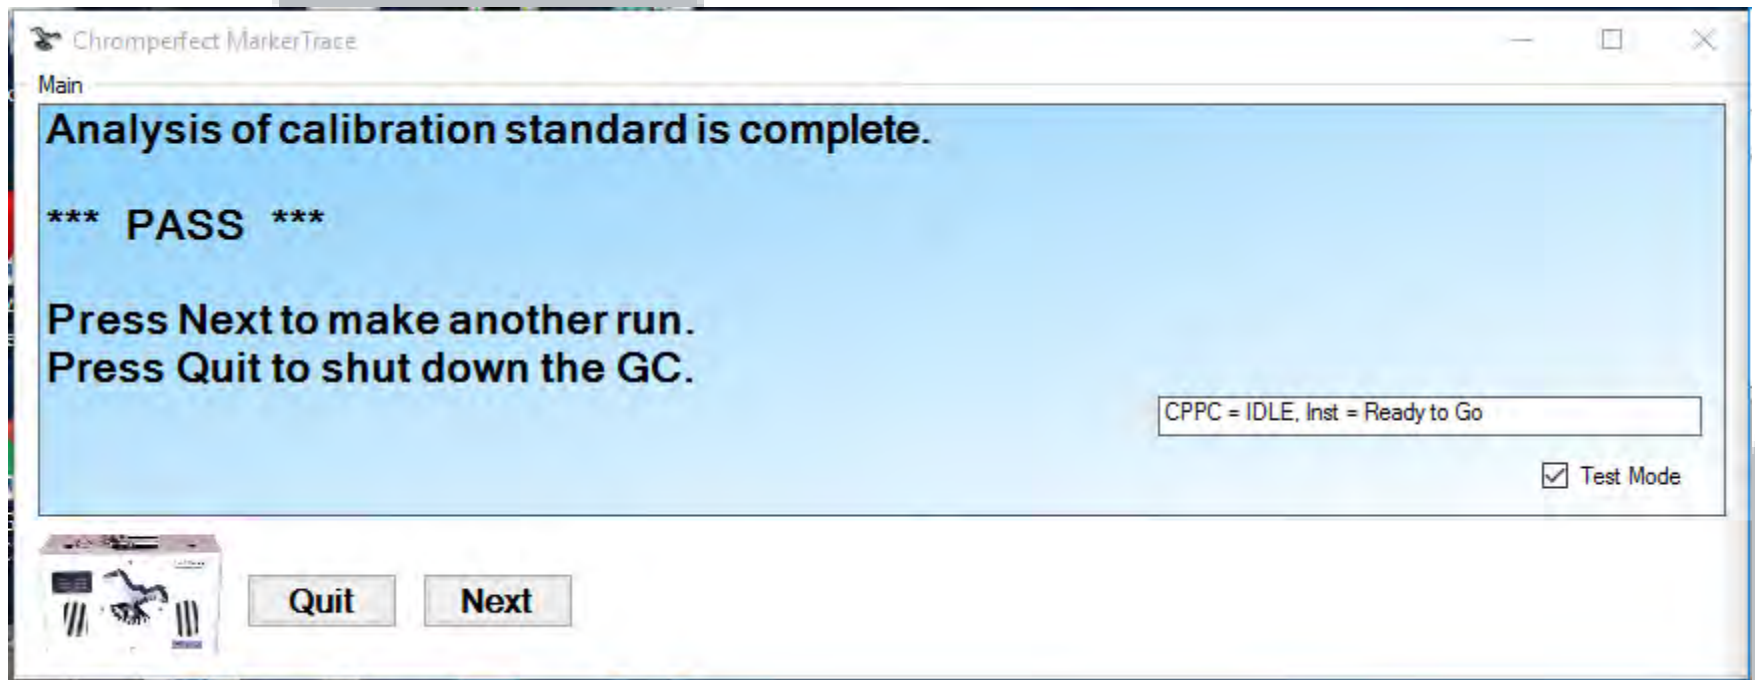 Chromperfect MarkerTrace
Main
Analysis of calibration standard is complete.
*** PASS ***
Press Next to make another run.
Press Quit to shut down the GC.
CPPC = IDLE, Inst = Ready to Go
Test Mode
Quit
Next